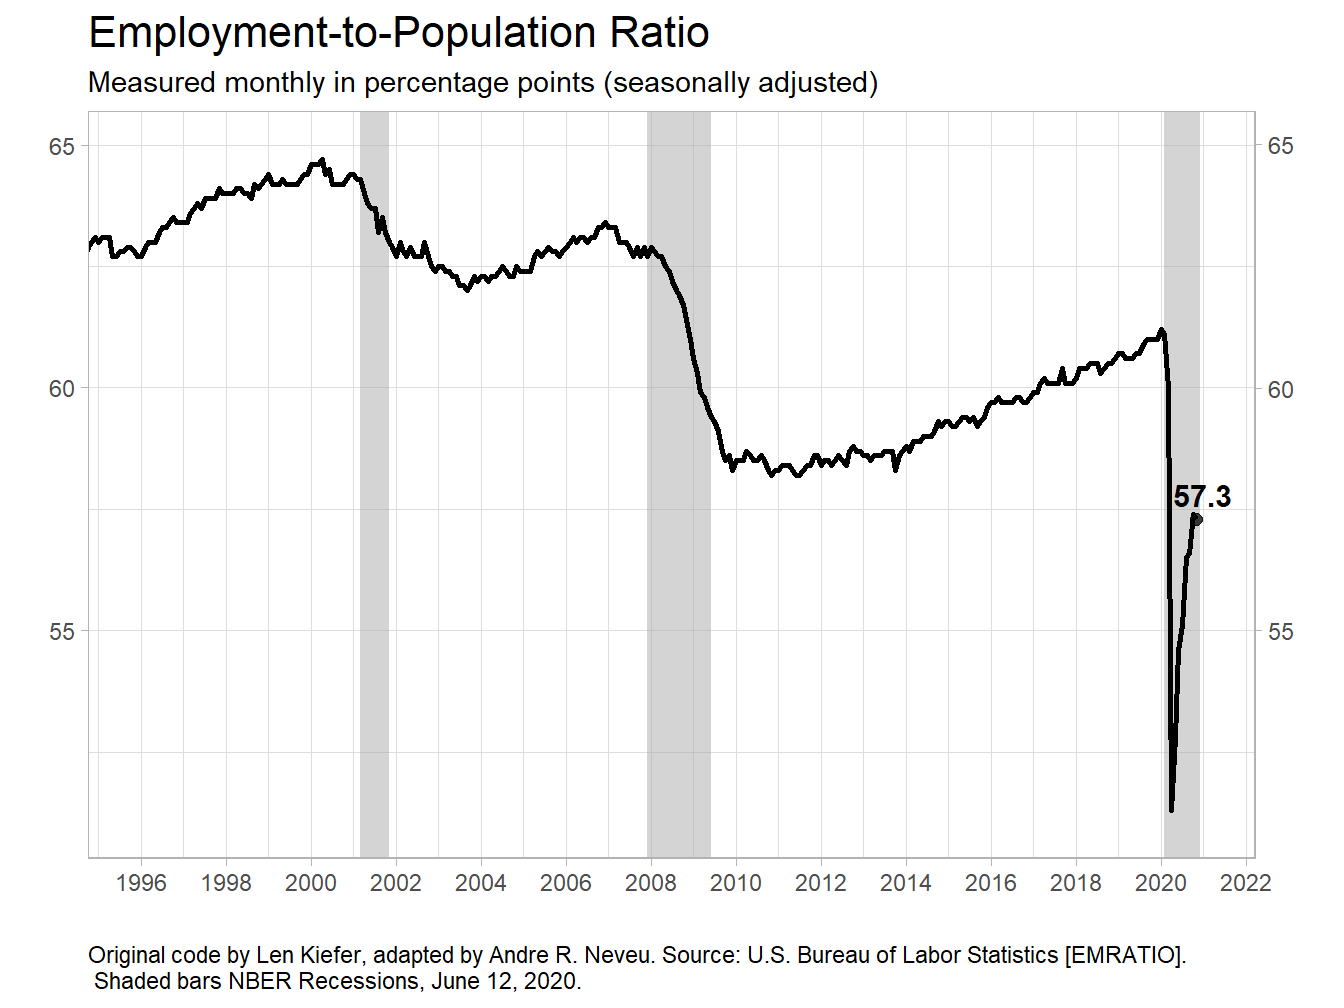 Employment-to-Population Ratio
Measured monthly in percentage points (seasonally adjusted)
65 65
60 60
57.3
55 55
1996 1998 2000 2002 2004 2006 2008 2010 2012 2014 2016 2018 2020 2022
Original code by Len Kiefer, adapted by Andre R. Neveu. Source: U.S. Bureau of Labor Statistics [EMRATIO].
Shaded bars NBER Recessions, June 12, 2020.